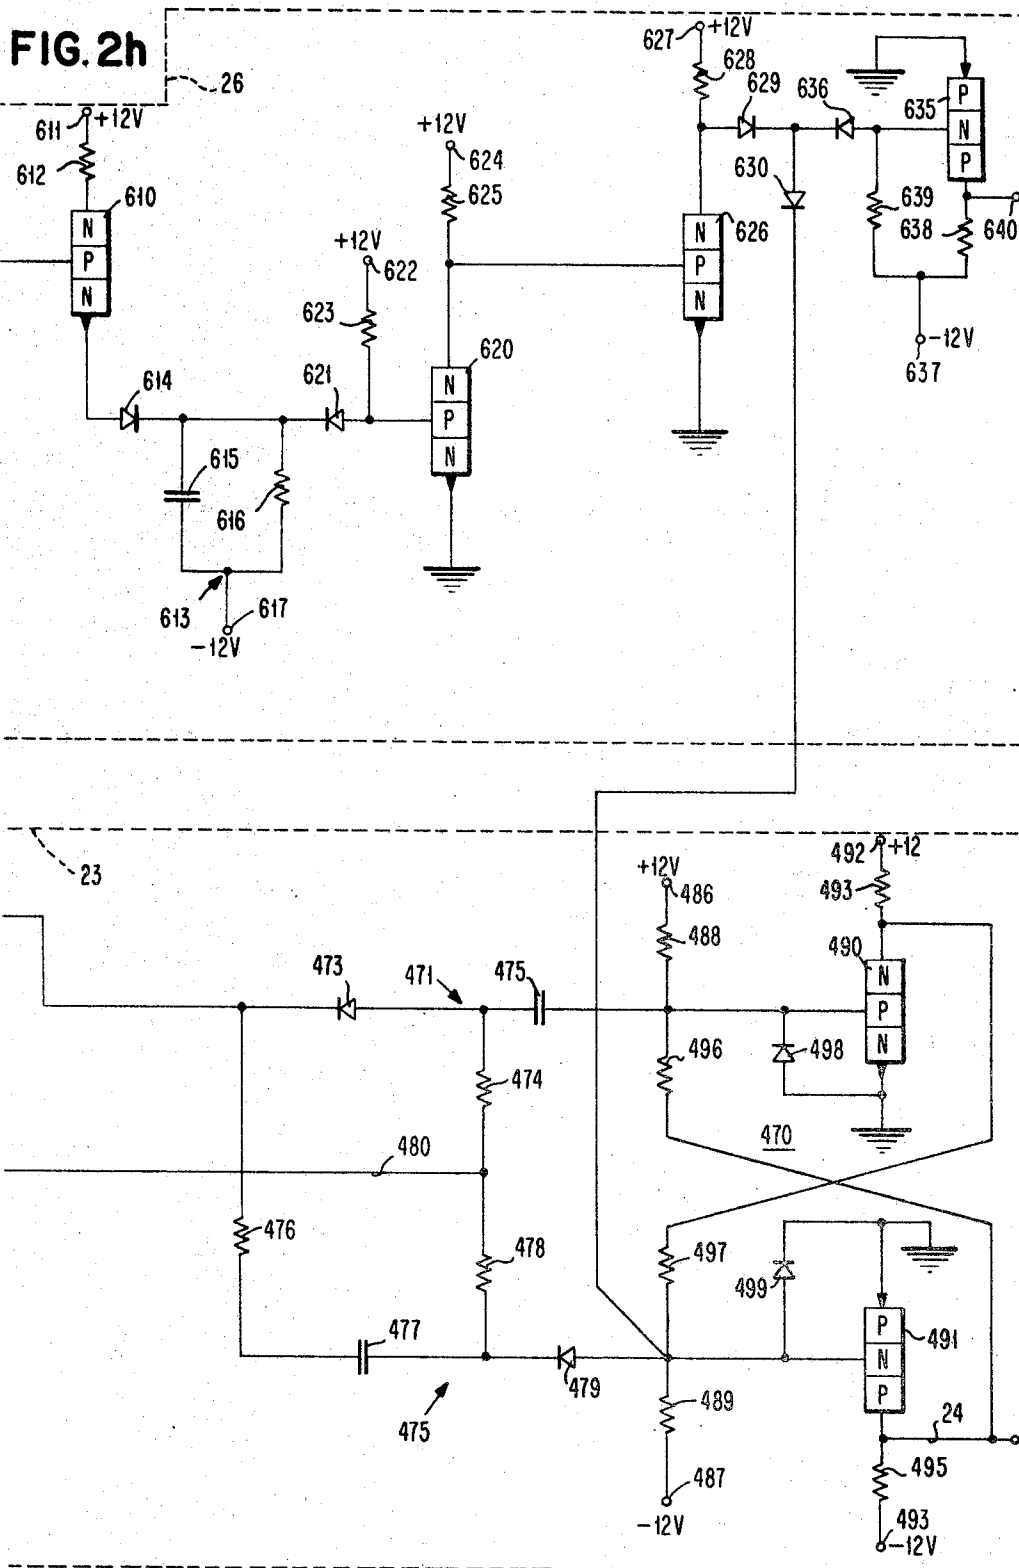 FIG. 2h
26
611 +12V
612
610
N
P
N
614
615
616
613
617
-12V
621
+12V
622
623
+12V
624
625
620
N
P
N
627 +12V
628
629
636
630
626
N
P
N
635
P
N
P
639
638
640
-12V
637
23
473
471
475
474
480
476
478
477
479
475
+12V
486
488
496
492 +12
493
490
N
P
N
498
470
497
499
P
N
P
491
489
487
-12V
24
495
493
-12V